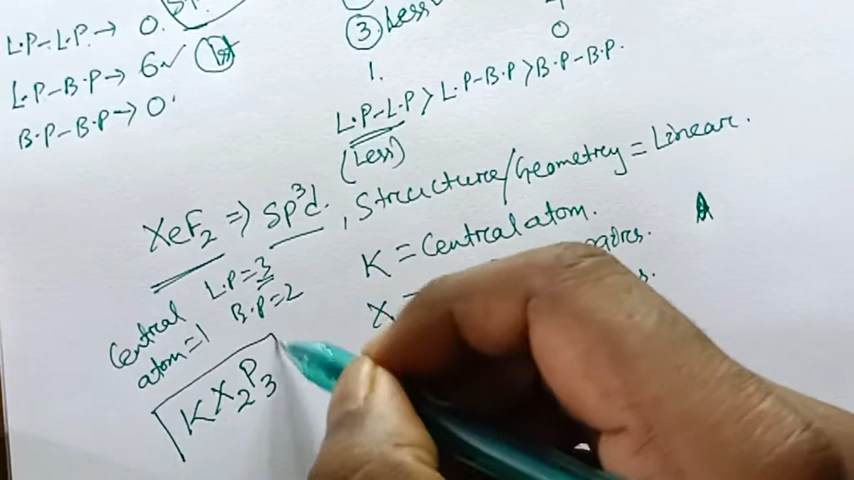 L.P-L.P→ 0.
L.P-B.P→ 6✓ 1st
B.P-B.P→ 0.
③ Less
0
1.
L.P-L.P > L.P-B.P > B.P-B.P.
(Less)
XeF2 ⇒ sp³d. , Structure/Geometry = Linear.
Central atom=1
L.P=3
B.P=2
K = Central atom.
X =
KX2P3